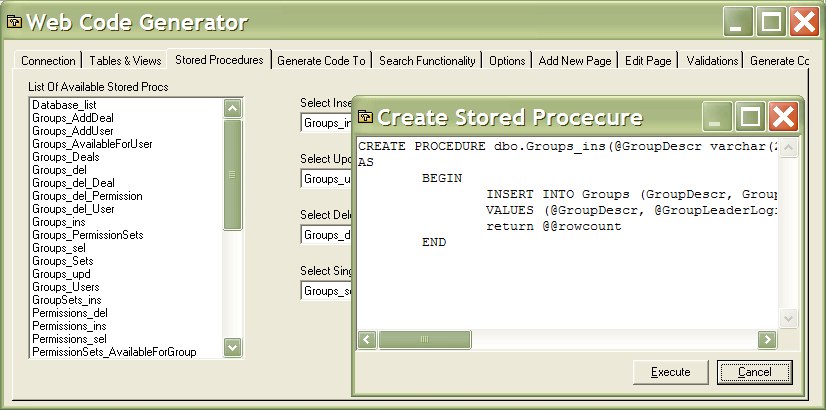 Web Code Generator
Connection Tables & Views Stored Procedures Generate Code To Search Functionality Options Add New Page Edit Page Validations Generate Co
List Of Available Stored Procs
Database_list
Groups_AddDeal
Groups_AddUser
Groups_AvailableForUser
Groups_Deals
Groups_del
Groups_del_Deal
Groups_del_Permission
Groups_del_User
Groups_ins
Groups_PermissionSets
Groups_sel
Groups_Sets
Groups_upd
Groups_Users
GroupSets_ins
Permissions_del
Permissions_ins
Permissions_sel
PermissionSets_AvailableForGroup
Select Inse
Groups_in
Select Upd
Groups_u
Select Dele
Groups_d
Select Sing
Groups_se
Create Stored Procecure
CREATE PROCEDURE dbo.Groups_ins(@GroupDescr varchar(2
AS
BEGIN
INSERT INTO Groups (GroupDescr, Group
VALUES (@GroupDescr, @GroupLeaderLogi
return @@rowcount
END
Execute
Cancel